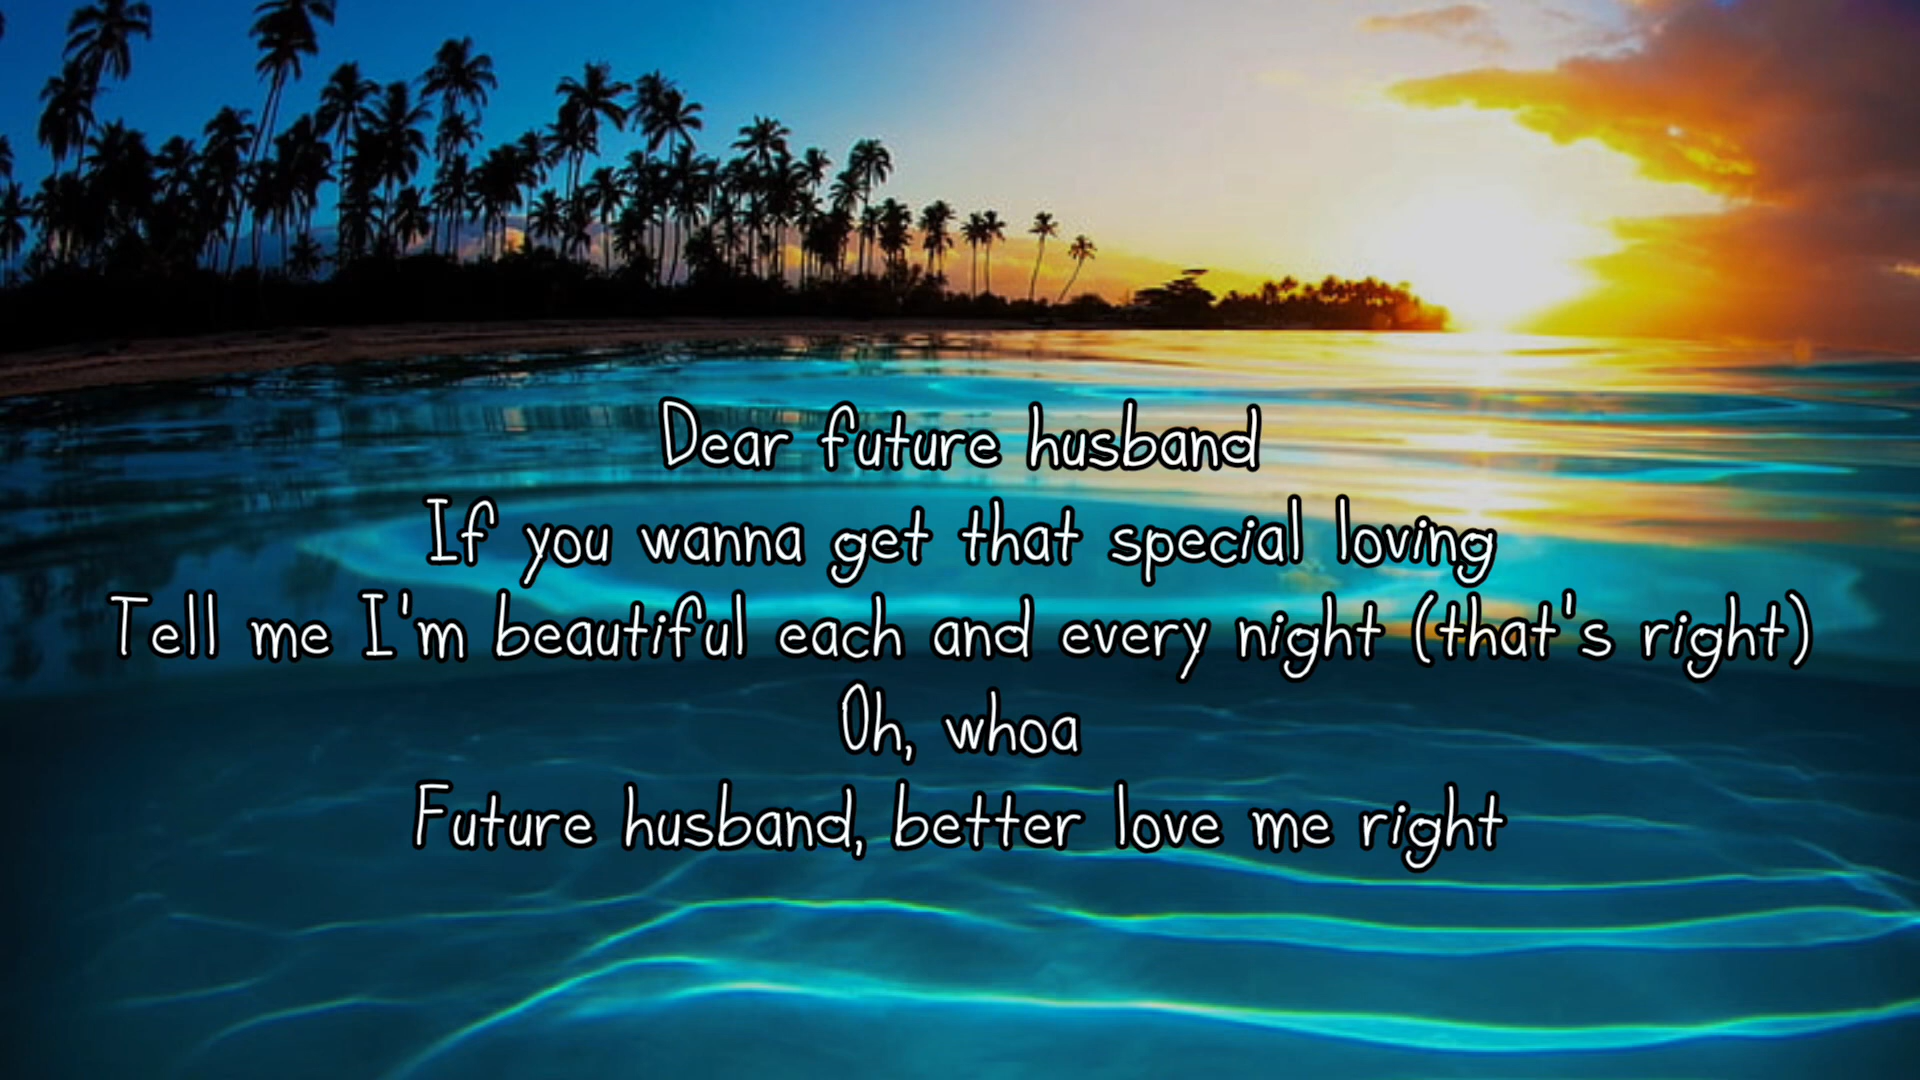 Dear future husband
If you wanna get that special loving
Tell me I'm beautiful each and every night (that's right)
Oh, whoa
Future husband, better love me right